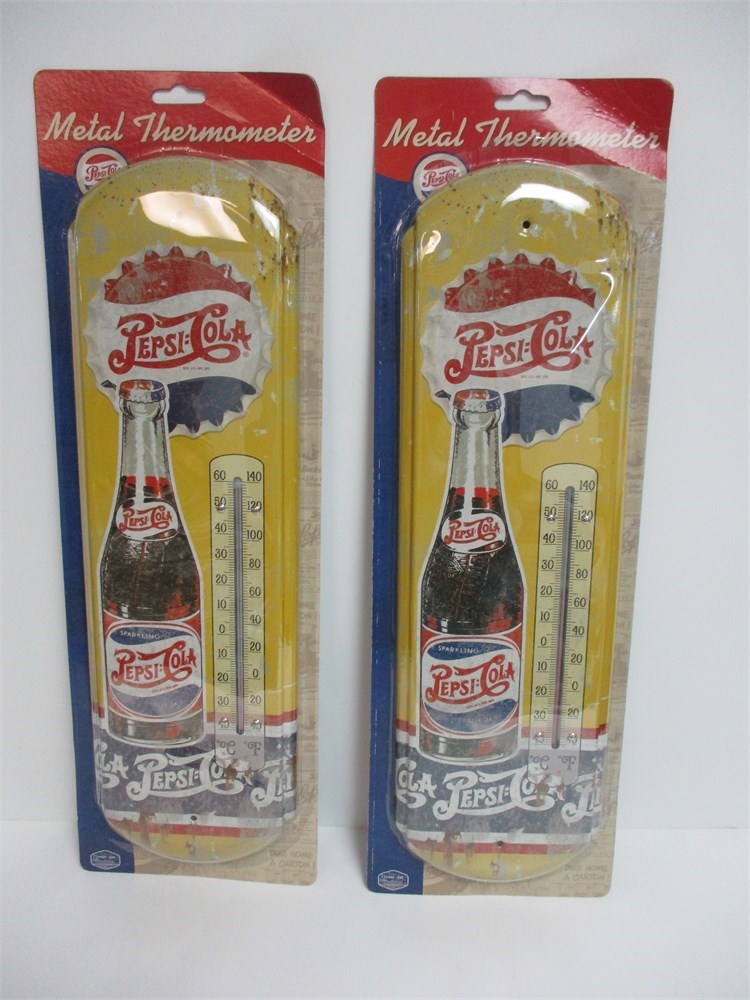 Metal Thermometer
PEPSI-COLA
PEPSI:COLA
60 140
50 120
40 100
30
20 80
10 60
0 40
10 20
20 0
30 20
PEPSI:COLA
SPARKLING
PEPSI:COLA
LA PEPSI:COLA
Metal Thermometer
PEPSI-COLA
PEPSI:COLA
60 140
50 120
40 100
30 80
20 60
10
0 40
10 20
20 0
30 20
PEPSI:COLA
SPARKLING
PEPSI:COLA
COLA PEPSI:COLA
A CARTON